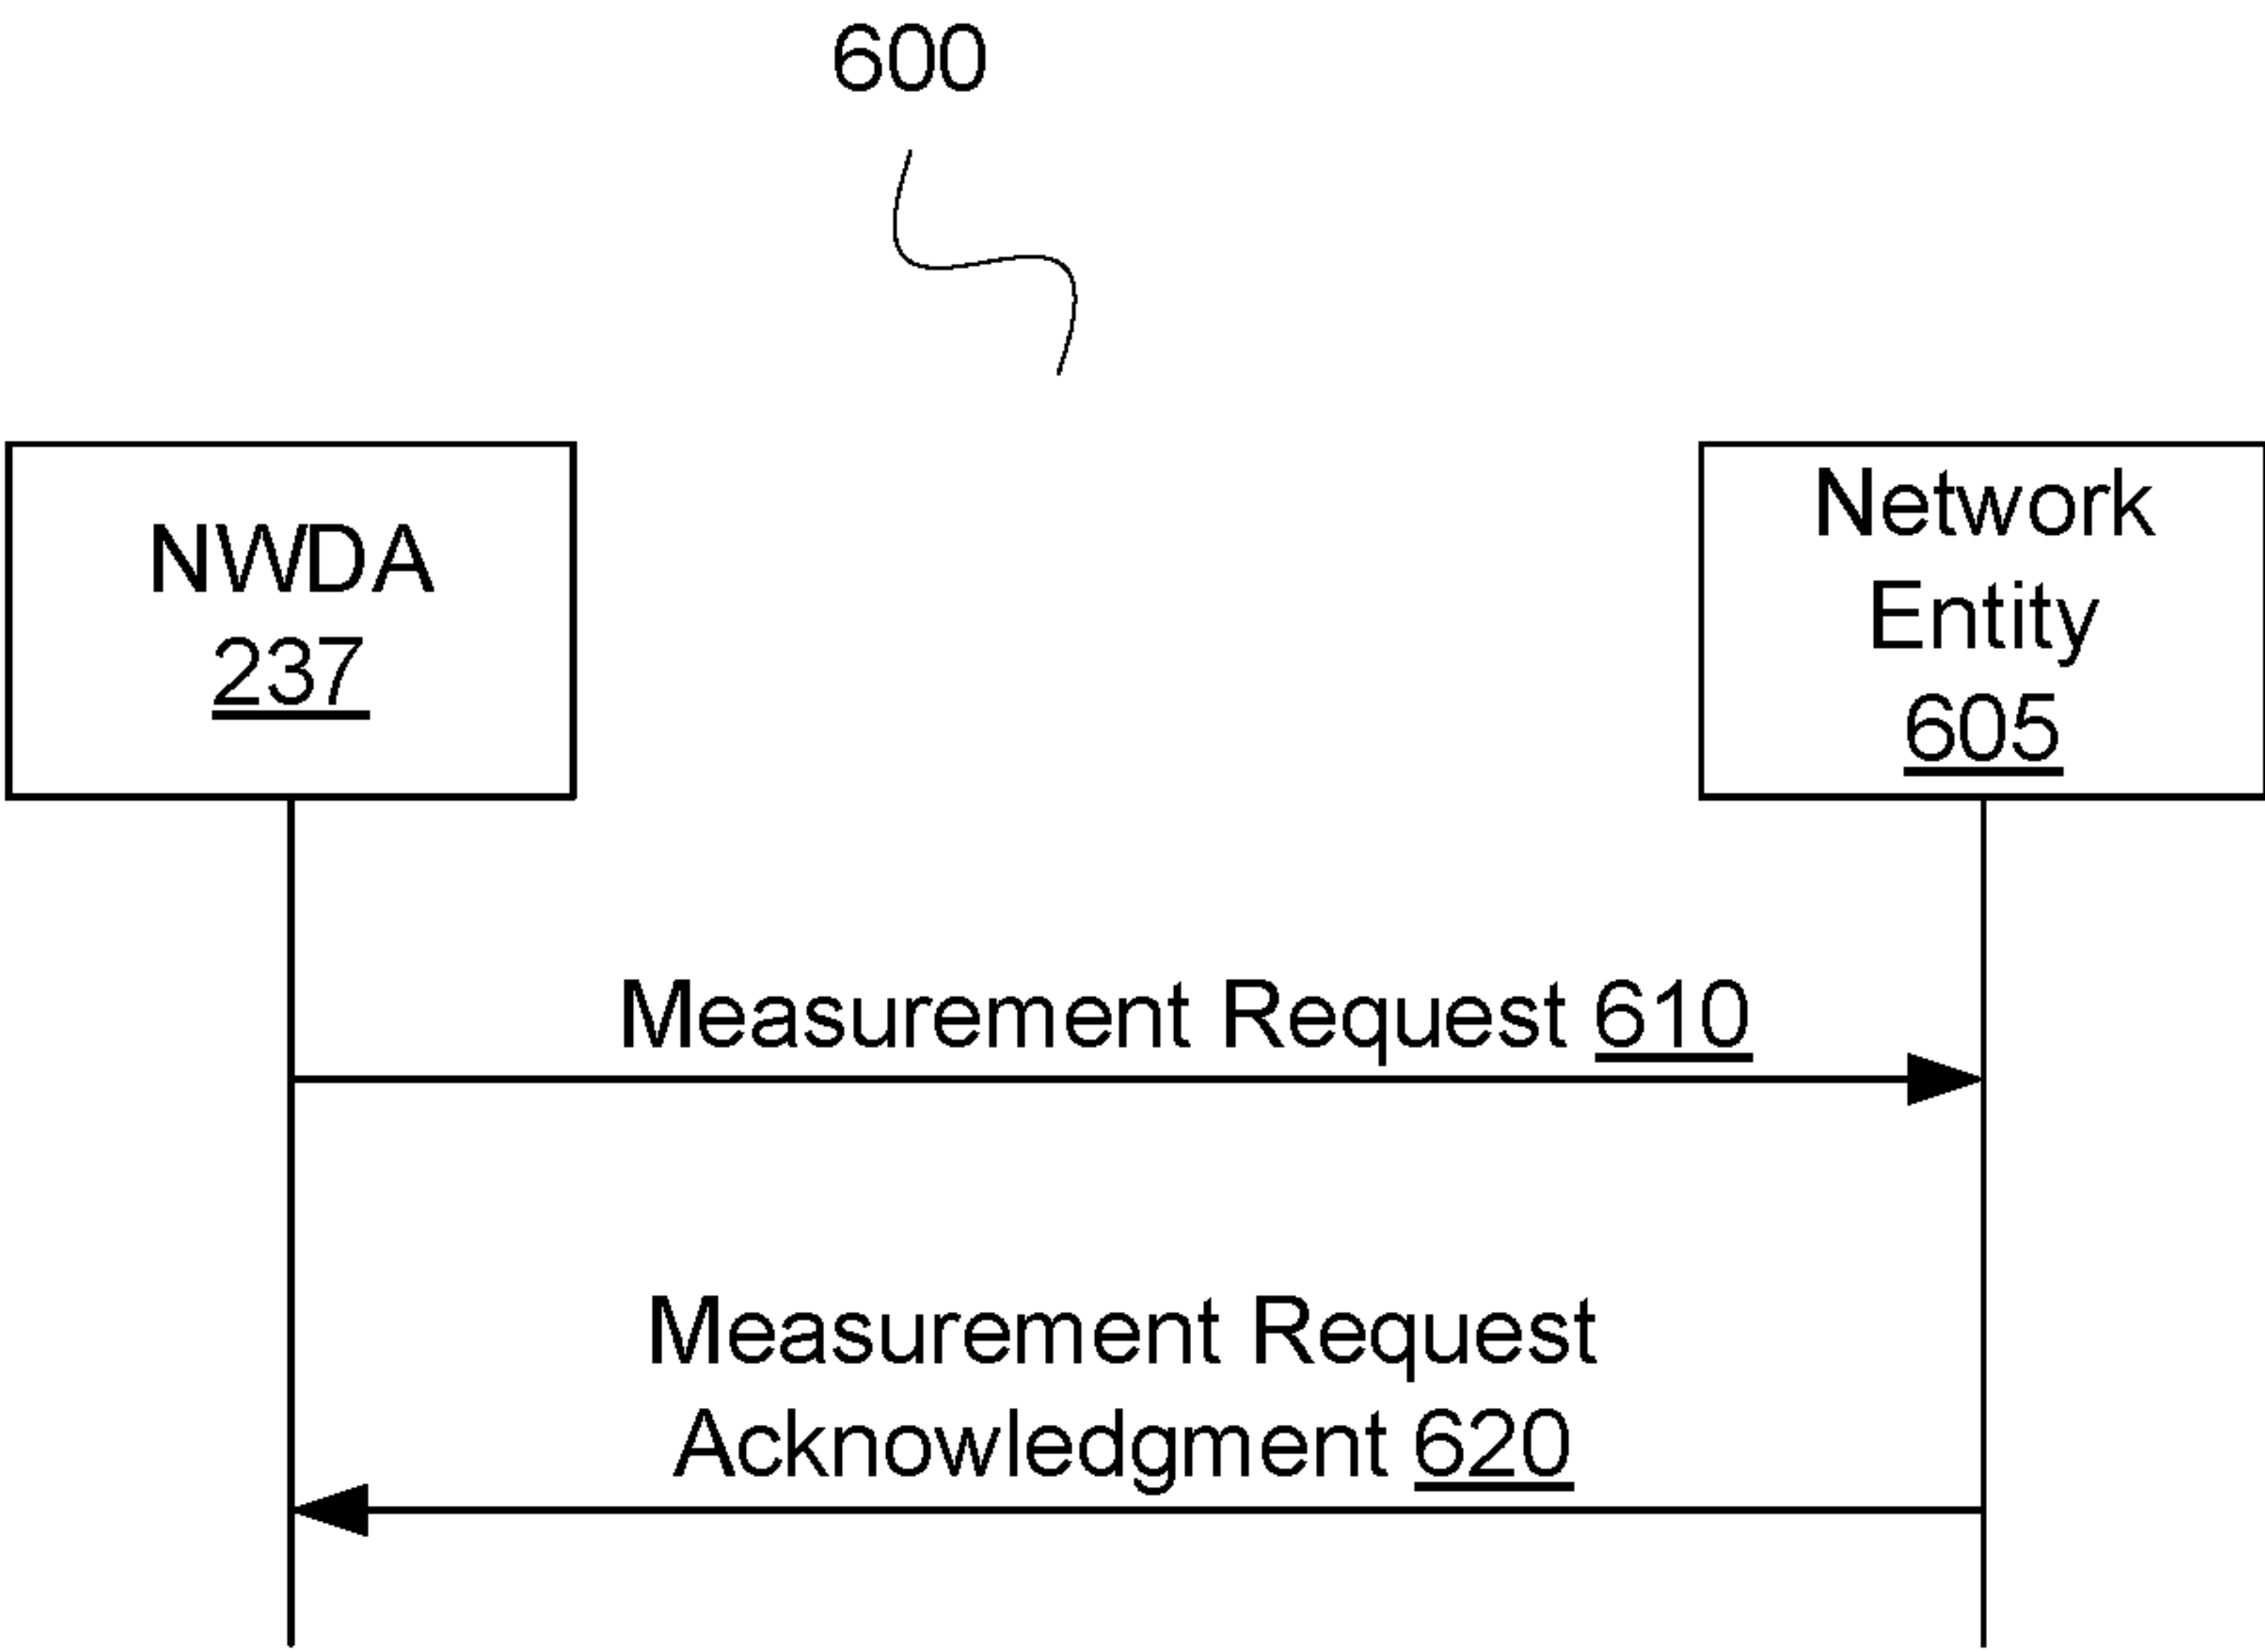 600
NWDA
237
Network
Entity
605
Measurement Request 610
Measurement Request
Acknowledgment 620